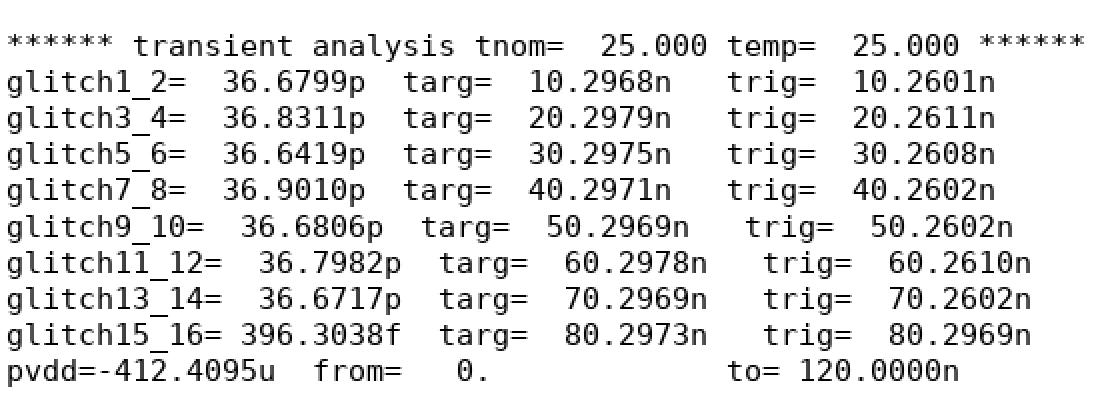 ****** transient analysis tnom=  25.000 temp=  25.000 ******
glitch1_2=  36.6799p  targ=  10.2968n   trig=  10.2601n
glitch3_4=  36.8311p  targ=  20.2979n   trig=  20.2611n
glitch5_6=  36.6419p  targ=  30.2975n   trig=  30.2608n
glitch7_8=  36.9010p  targ=  40.2971n   trig=  40.2602n
glitch9_10=  36.6806p  targ=  50.2969n   trig=  50.2602n
glitch11_12=  36.7982p  targ=  60.2978n   trig=  60.2610n
glitch13_14=  36.6717p  targ=  70.2969n   trig=  70.2602n
glitch15_16= 396.3038f  targ=  80.2973n   trig=  80.2969n
pvdd=-412.4095u  from=   0.             to= 120.0000n